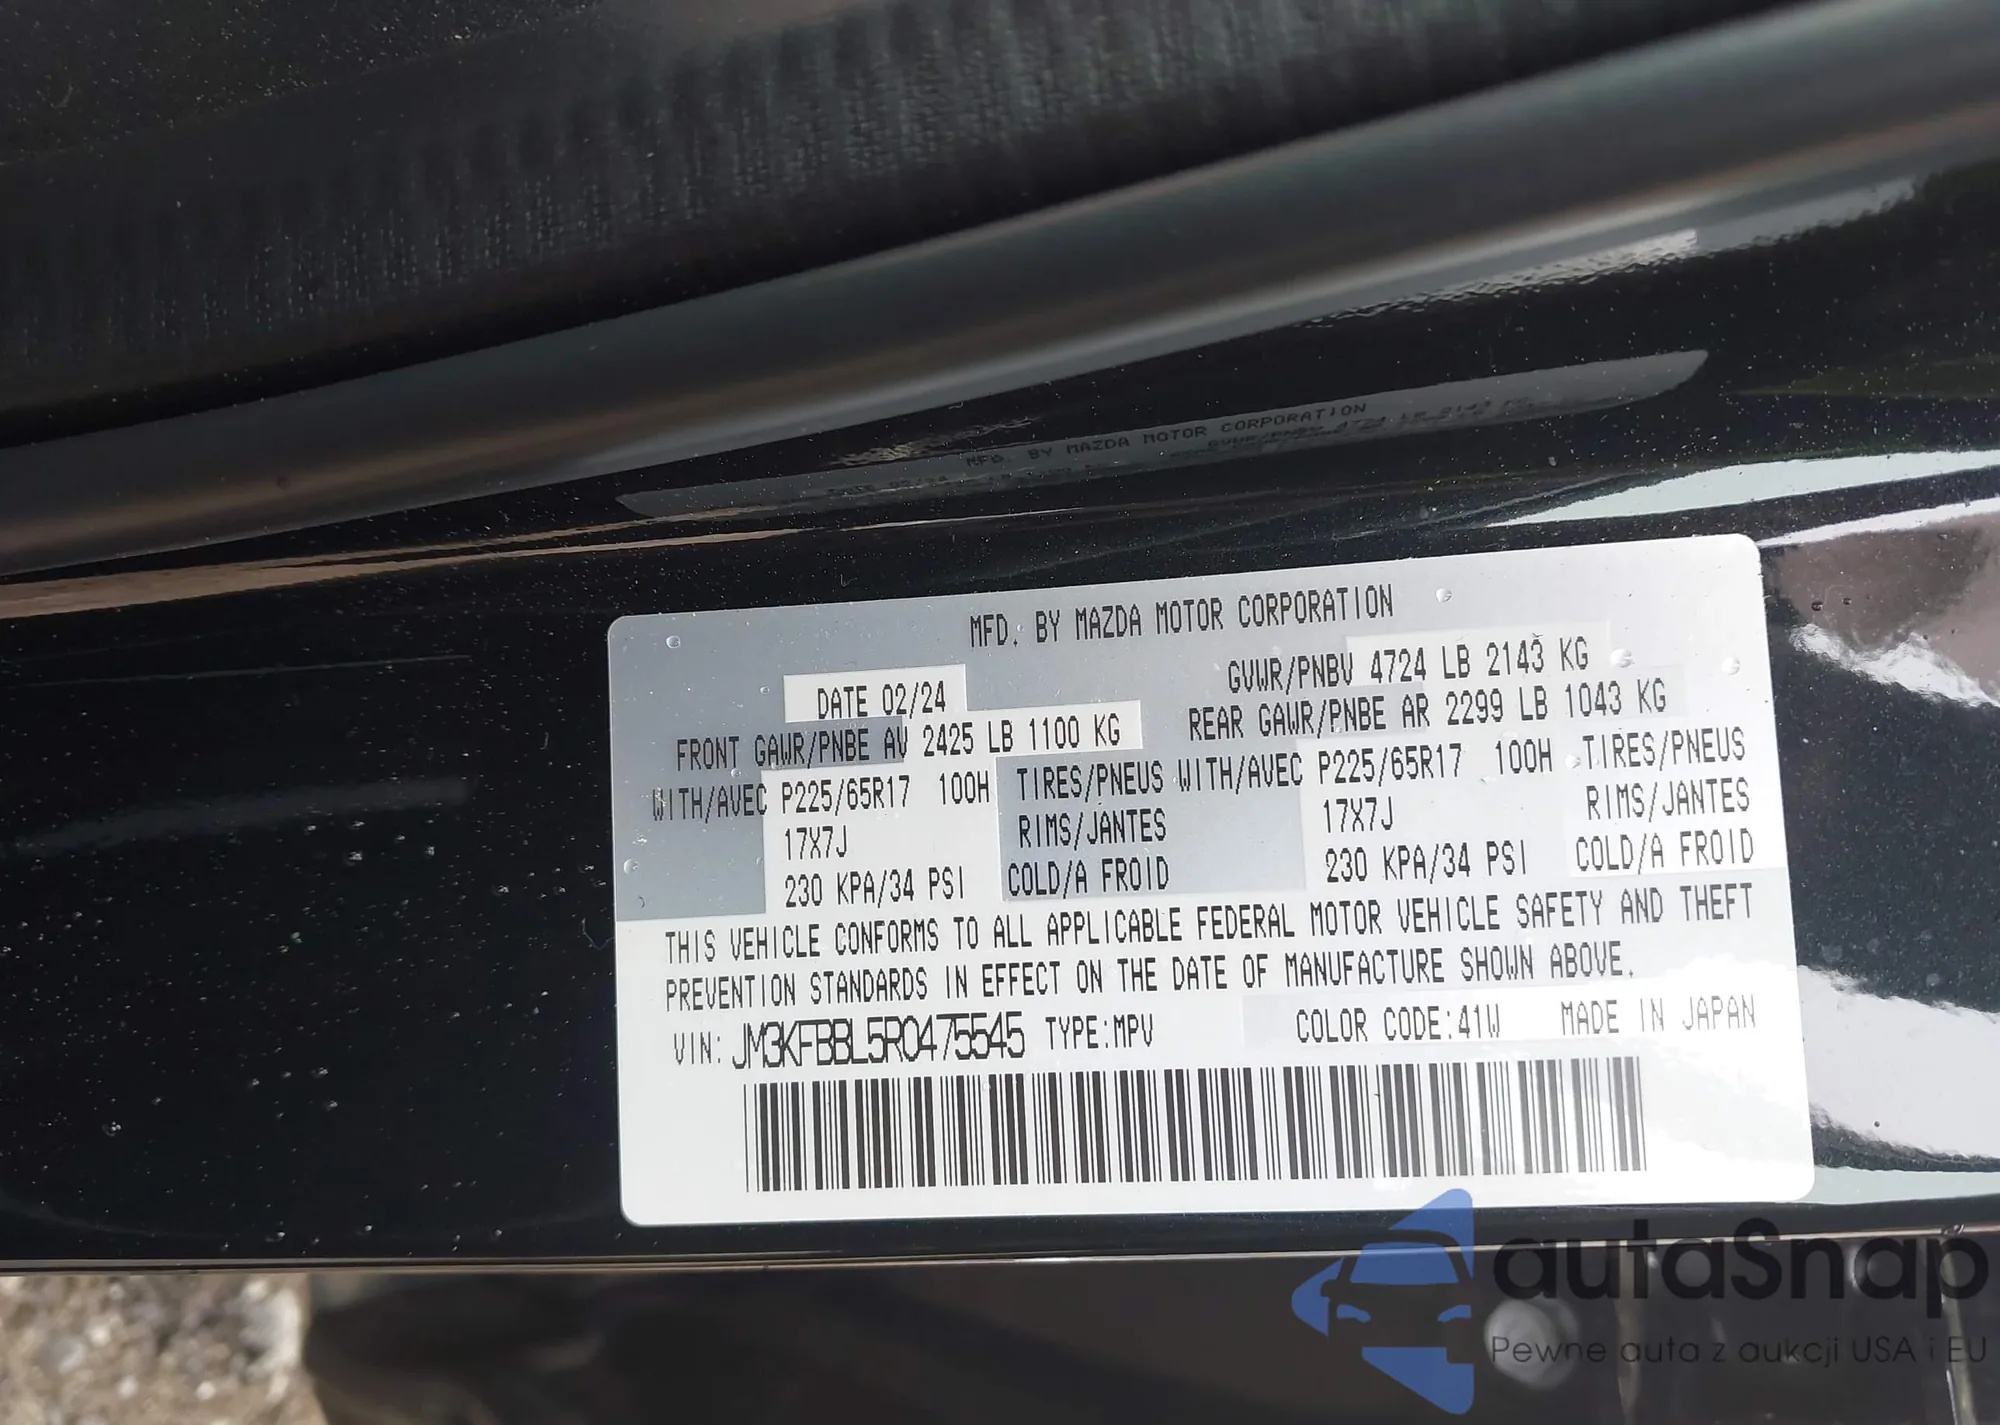 MFD. BY MAZDA MOTOR CORPORATION
MFD. BY MAZDA MOTOR CORPORATION
DATE 02/24
GVWR/PNBV 4724 LB 2143 KG
FRONT GAWR/PNBE AV 2425 LB 1100 KG
REAR GAWR/PNBE AR 2299 LB 1043 KG
WITH/AVEC P225/65R17 100H TIRES/PNEUS WITH/AVEC P225/65R17 100H TIRES/PNEUS
17X7J RIMS/JANTES 17X7J RIMS/JANTES
230 KPA/34 PSI COLD/A FROID 230 KPA/34 PSI COLD/A FROID
THIS VEHICLE CONFORMS TO ALL APPLICABLE FEDERAL MOTOR VEHICLE SAFETY AND THEFT
PREVENTION STANDARDS IN EFFECT ON THE DATE OF MANUFACTURE SHOWN ABOVE.
VIN: JM3KFBBL5R0475545 TYPE:MPV COLOR CODE:41W MADE IN JAPAN
autaSnap
Pewne auta z aukcji USA i EU